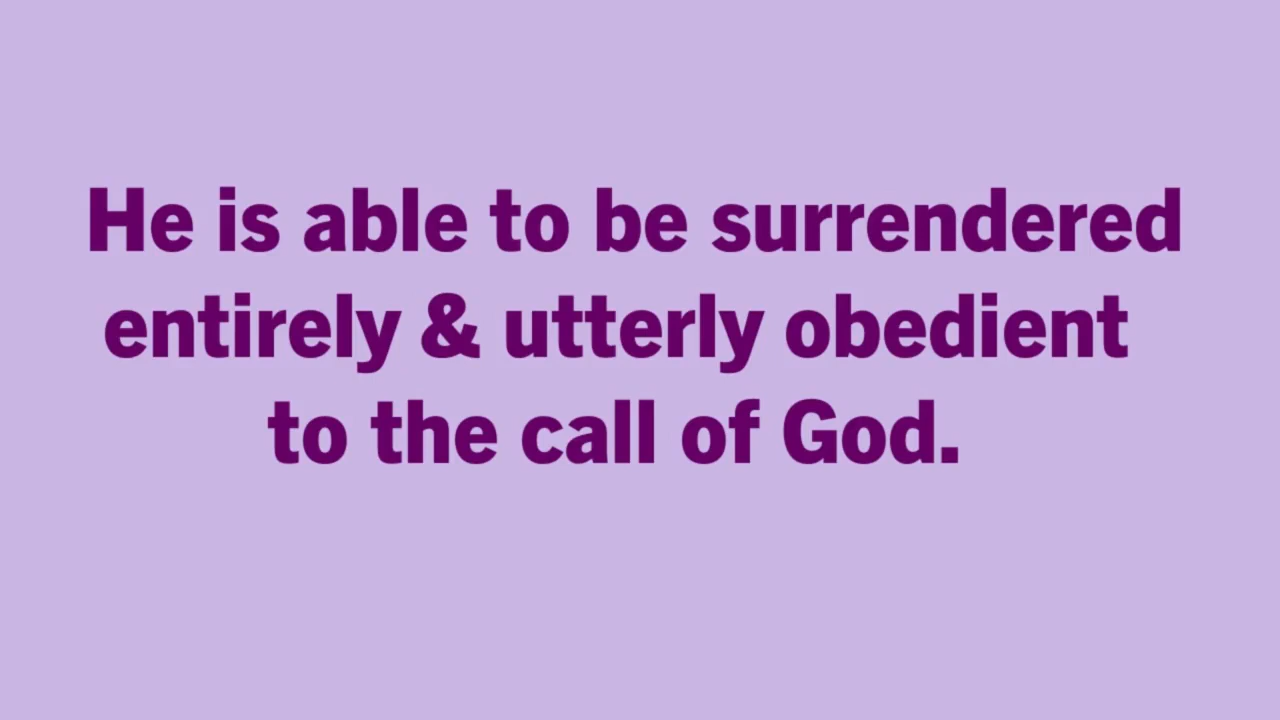 He is able to be surrendered
entirely & utterly obedient
to the call of God.